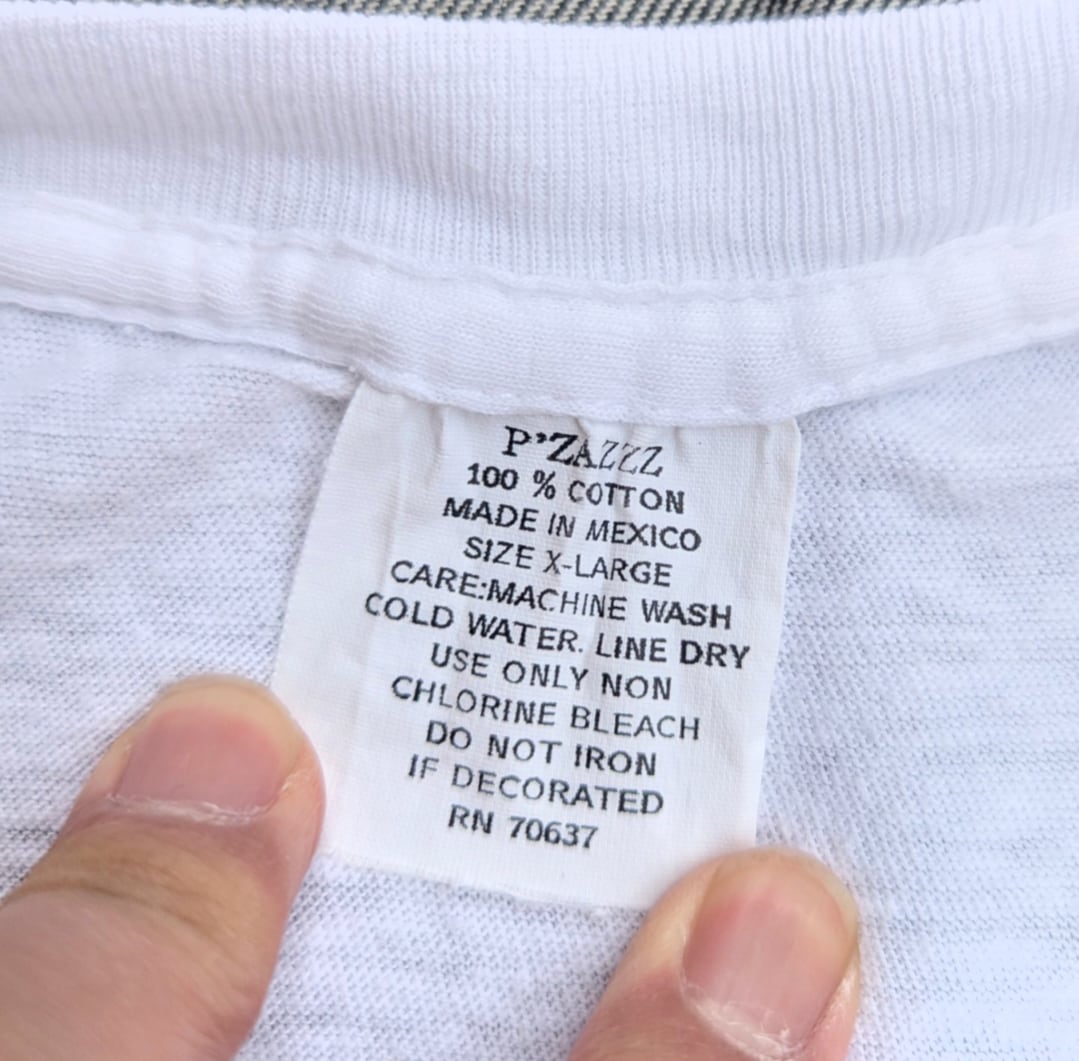 P'ZAZZZ
100 % COTTON
MADE IN MEXICO
SIZE X-LARGE
CARE:MACHINE WASH
COLD WATER. LINE DRY
USE ONLY NON
CHLORINE BLEACH
DO NOT IRON
IF DECORATED
RN 70637